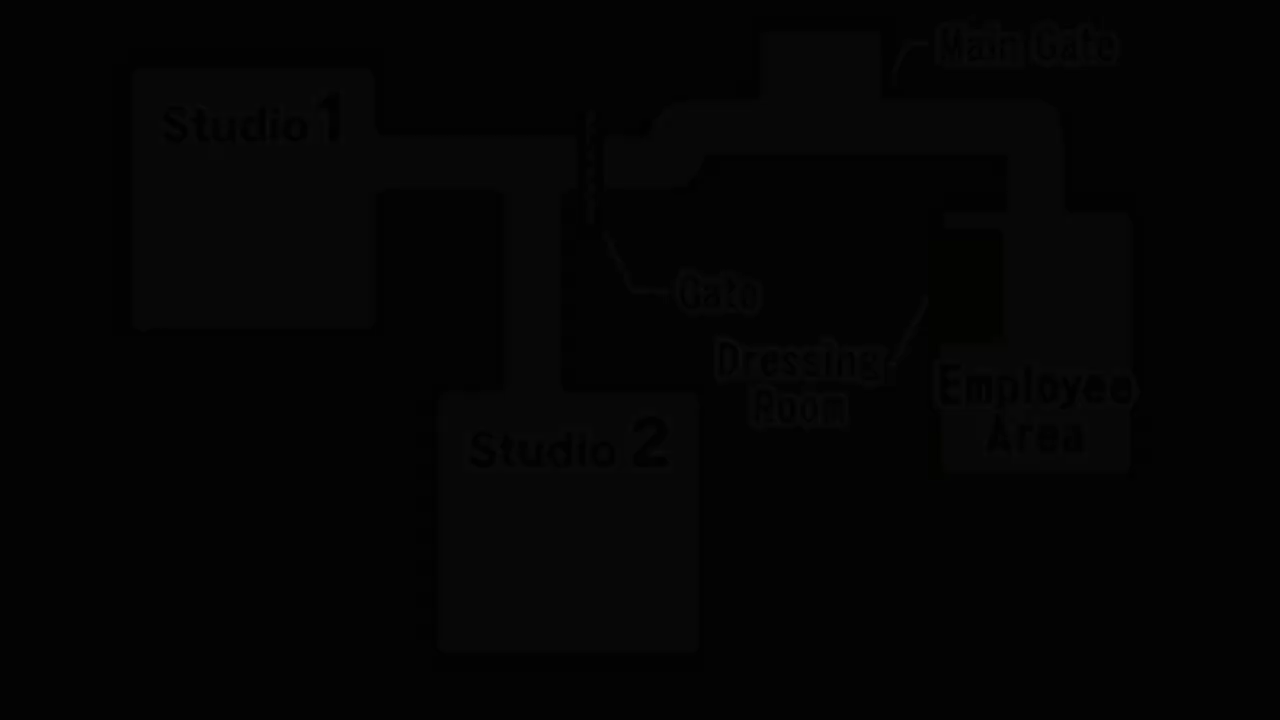 Main Gate
Studio 1
Gate
Dressing
Room
Employee
Area
Studio 2